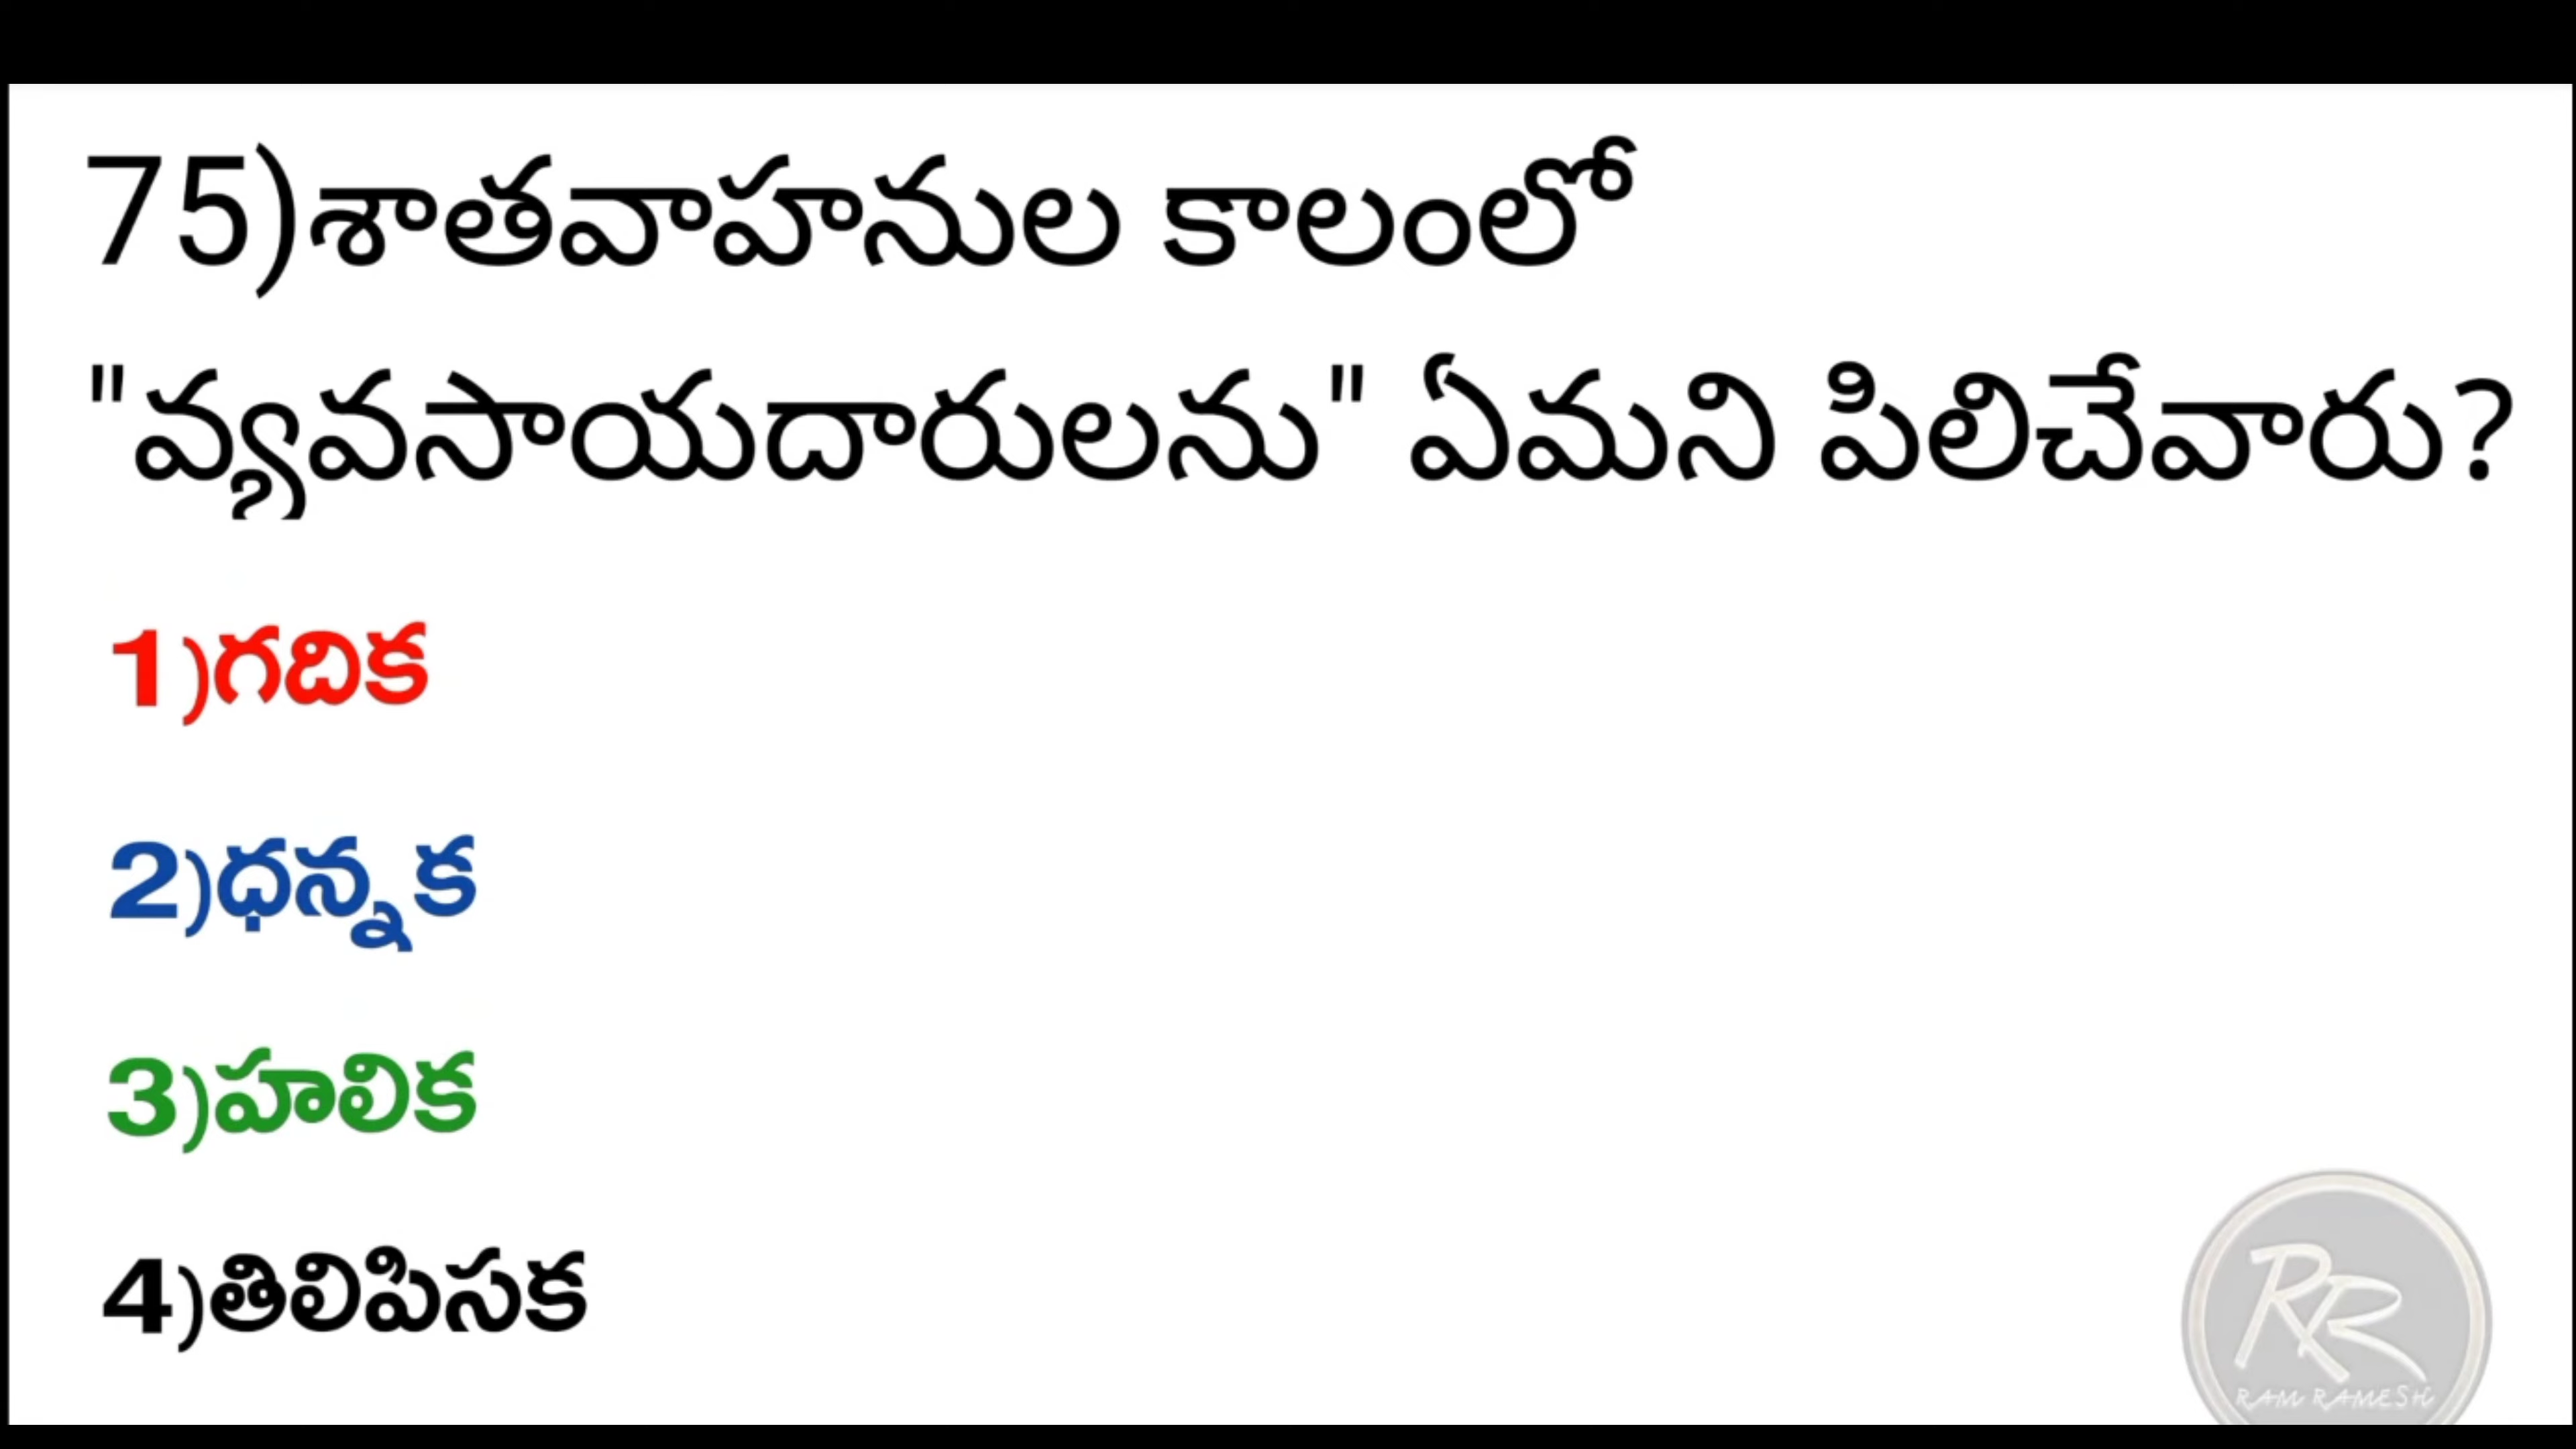 75)శాతవాహనుల కాలంలో
"వ్యవసాయదారులను" ఏమని పిలిచేవారు?
1)గదిక
2)ధన్నక
3)హలిక
4)తిలిపిసక
RR
RAM RAMESH